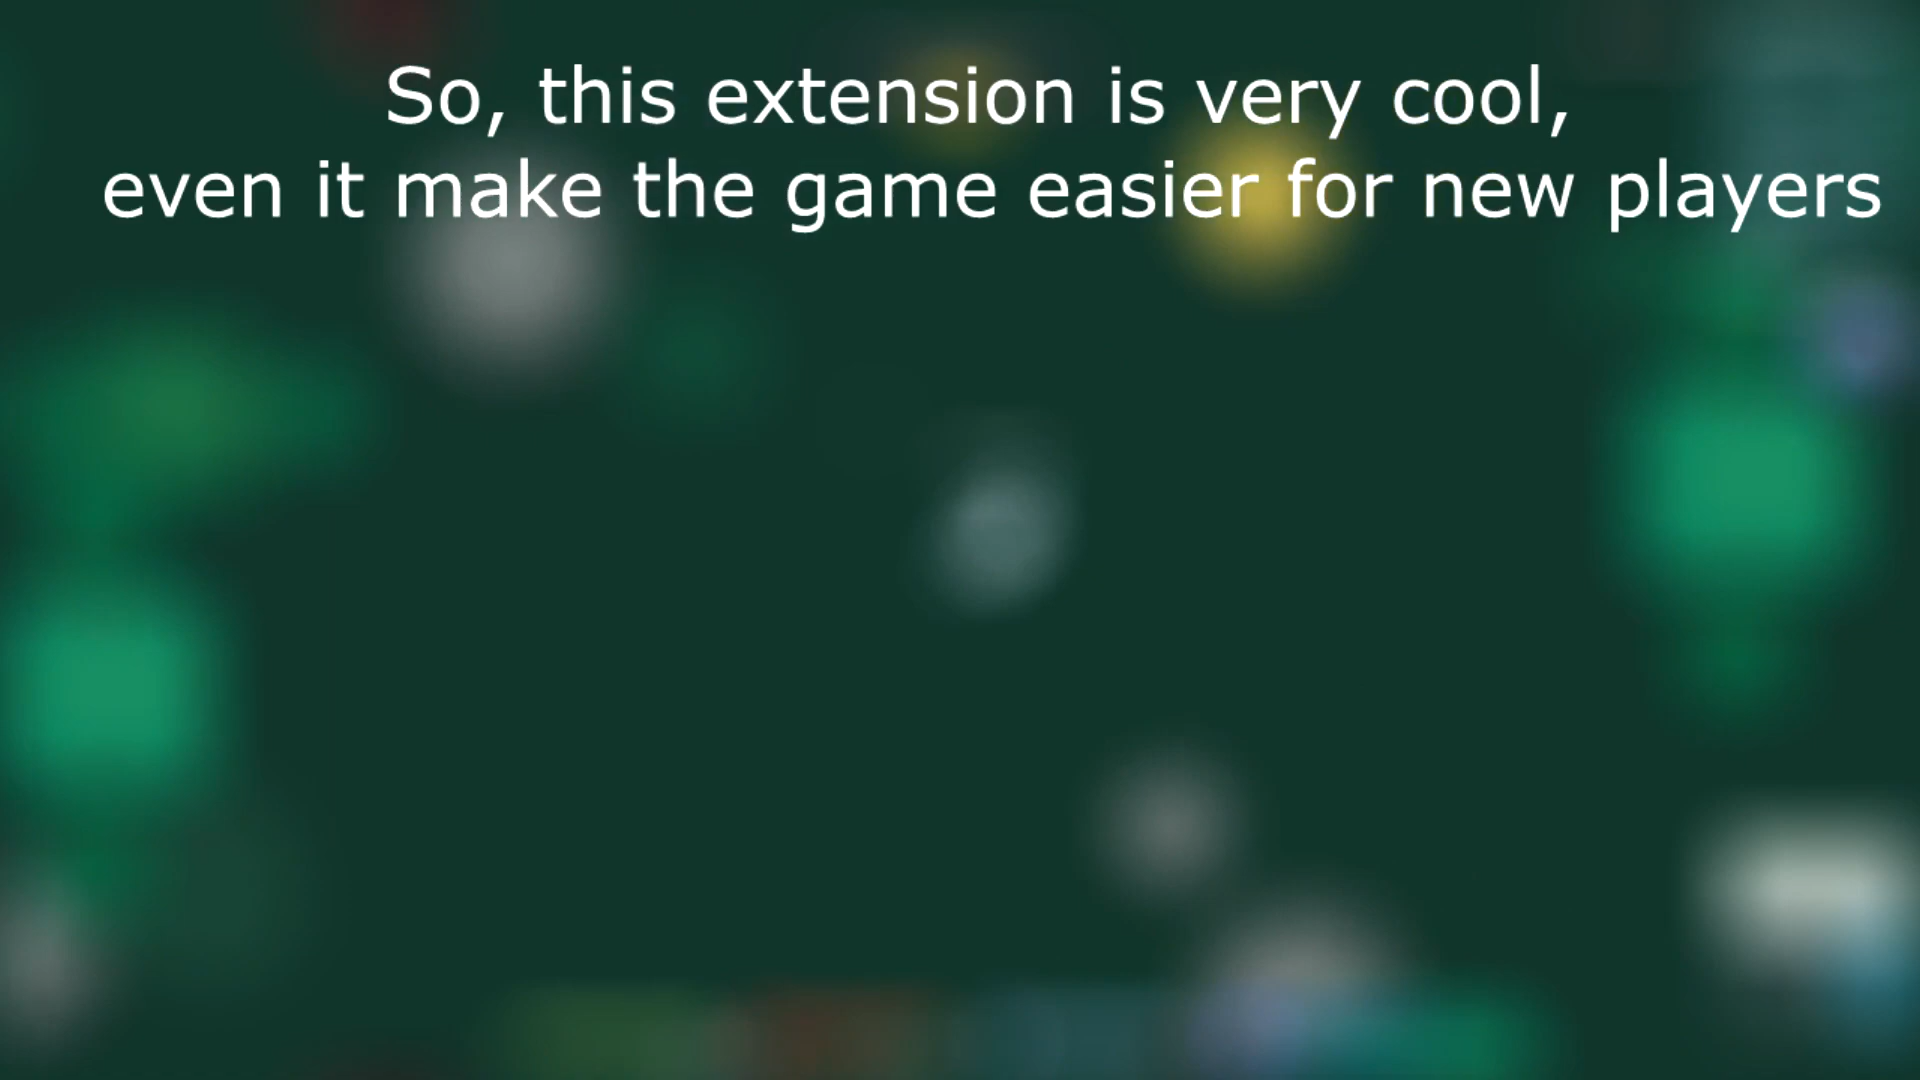 So, this extension is very cool,
even it make the game easier for new players